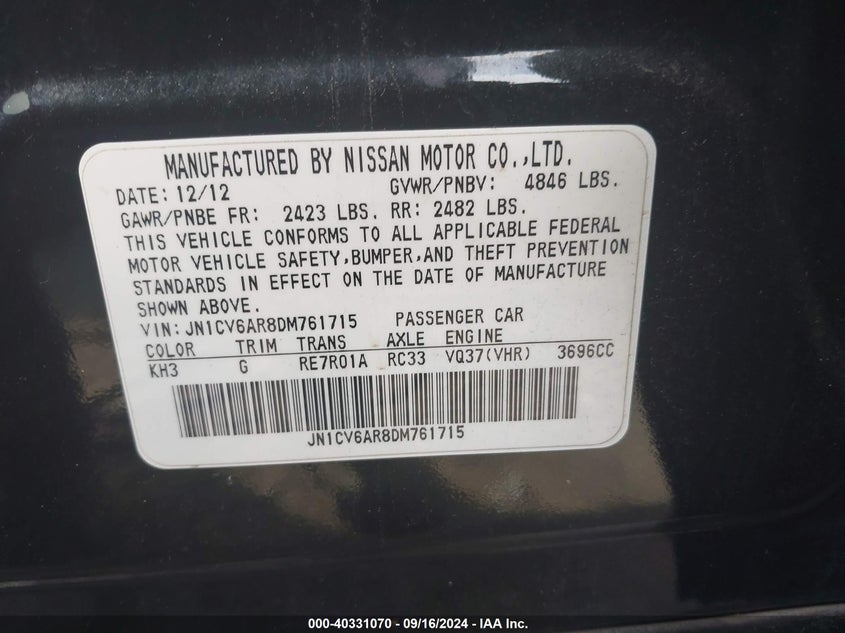 MANUFACTURED BY NISSAN MOTOR CO.,LTD.
DATE: 12/12 GVWR/PNBV: 4846 LBS.
GAWR/PNBE FR: 2423 LBS. RR: 2482 LBS.
THIS VEHICLE CONFORMS TO ALL APPLICABLE FEDERAL
MOTOR VEHICLE SAFETY,BUMPER,AND THEFT PREVENTION
STANDARDS IN EFFECT ON THE DATE OF MANUFACTURE
SHOWN ABOVE.
VIN: JN1CV6AR8DM761715 PASSENGER CAR
COLOR TRIM TRANS AXLE ENGINE
KH3 G RE7R01A RC33 VQ37(VHR) 3696CC
JN1CV6AR8DM761715
000-40331070 - 09/16/2024 - IAA Inc.